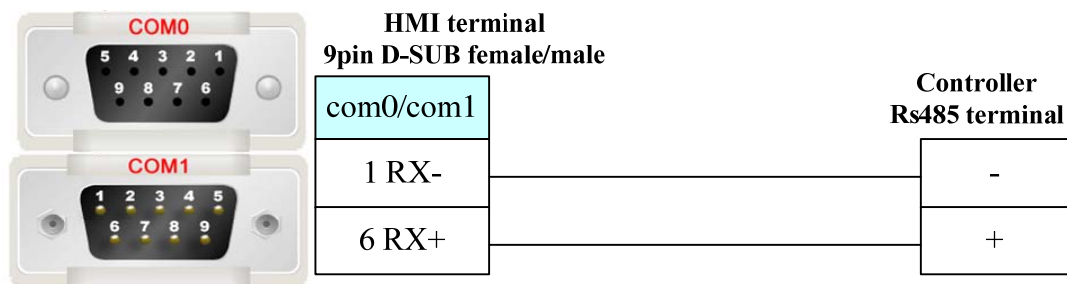 COM0
5 4 3 2 1
9 8 7 6
COM1
1 2 3 4 5
6 7 8 9
HMI terminal
9pin D-SUB female/male
com0/com1
1 RX-
6 RX+
Controller
Rs485 terminal
-
+